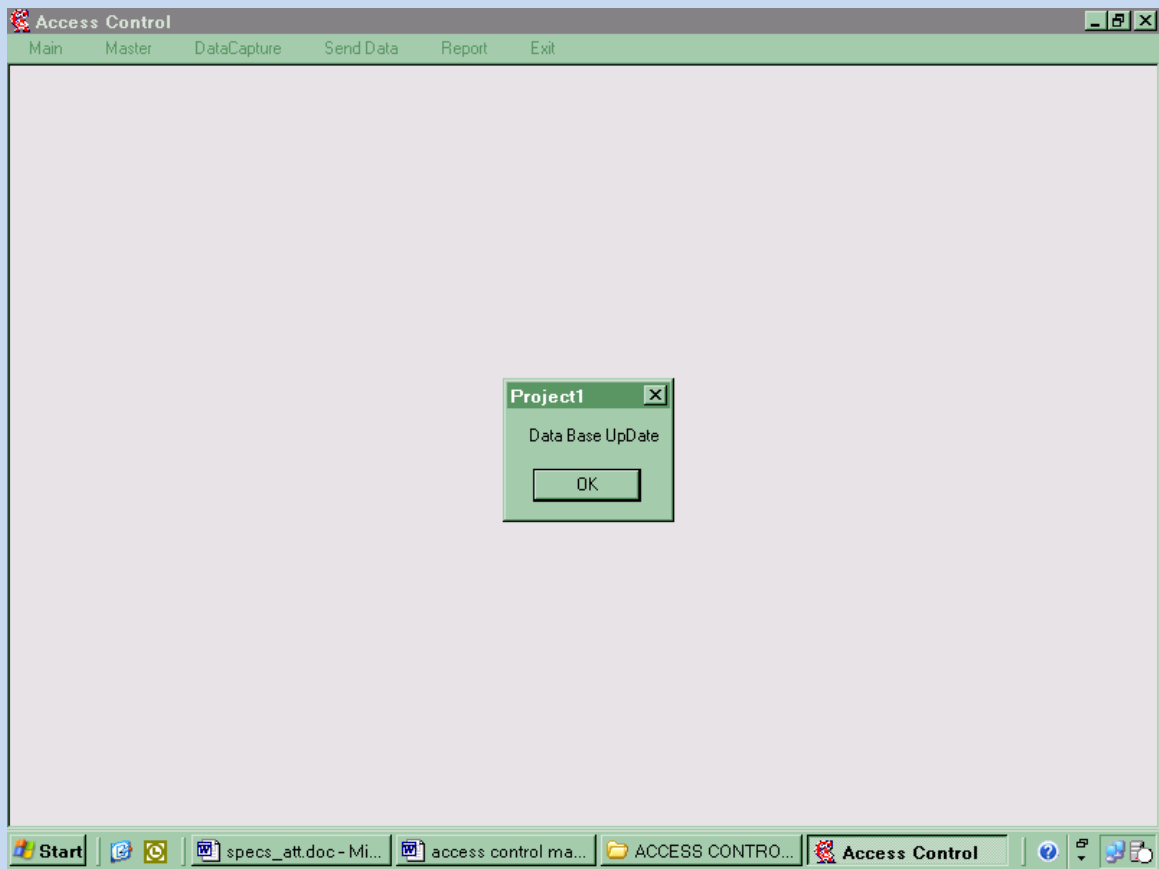 Access Control
Main Master DataCapture Send Data Report Exit
Project1
Data Base UpDate
OK
Start specs_att.doc - Mi... access control ma... ACCESS CONTRO... Access Control